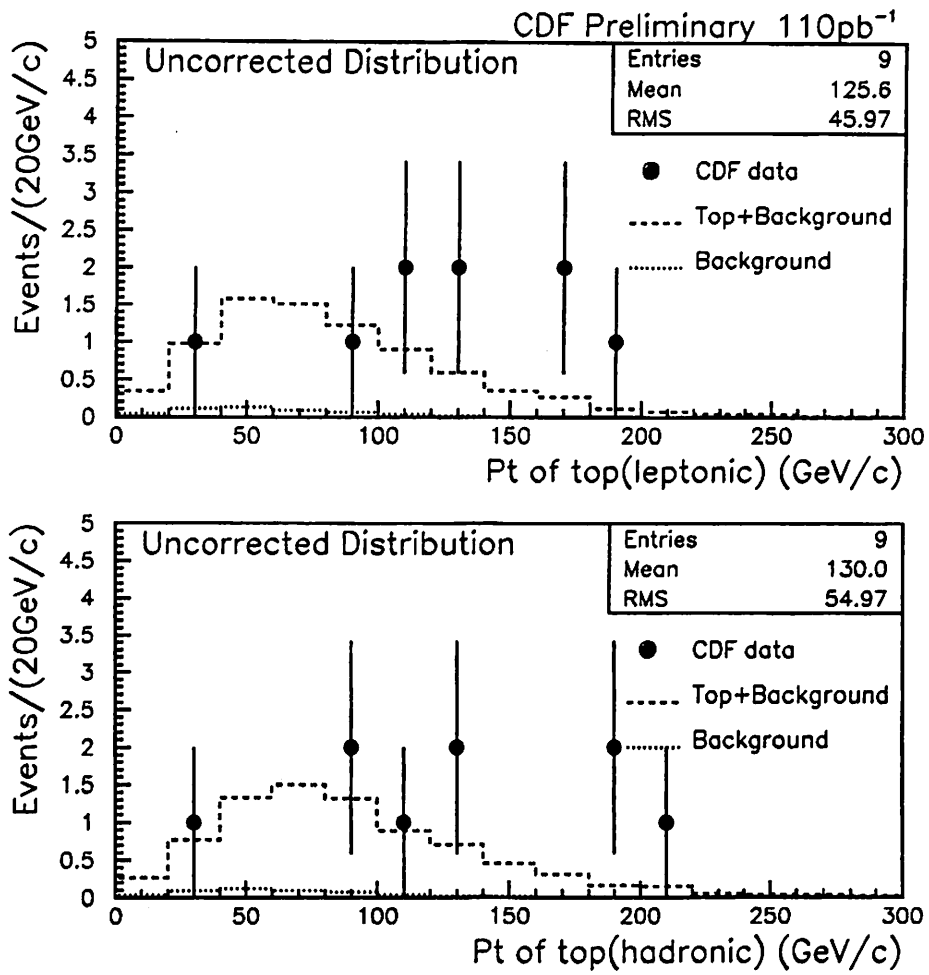 CDF Preliminary 110pb⁻¹
Uncorrected Distribution
Entries 9
Mean 125.6
RMS 45.97
CDF data
Top+Background
Background
Events/(20GeV/c)
5
4.5
4
3.5
3
2.5
2
1.5
1
0.5
0
0 50 100 150 200 250 300
Pt of top(leptonic) (GeV/c)
Uncorrected Distribution
Entries 9
Mean 130.0
RMS 54.97
CDF data
Top+Background
Background
Events/(20GeV/c)
5
4.5
4
3.5
3
2.5
2
1.5
1
0.5
0
0 50 100 150 200 250 300
Pt of top(hadronic) (GeV/c)